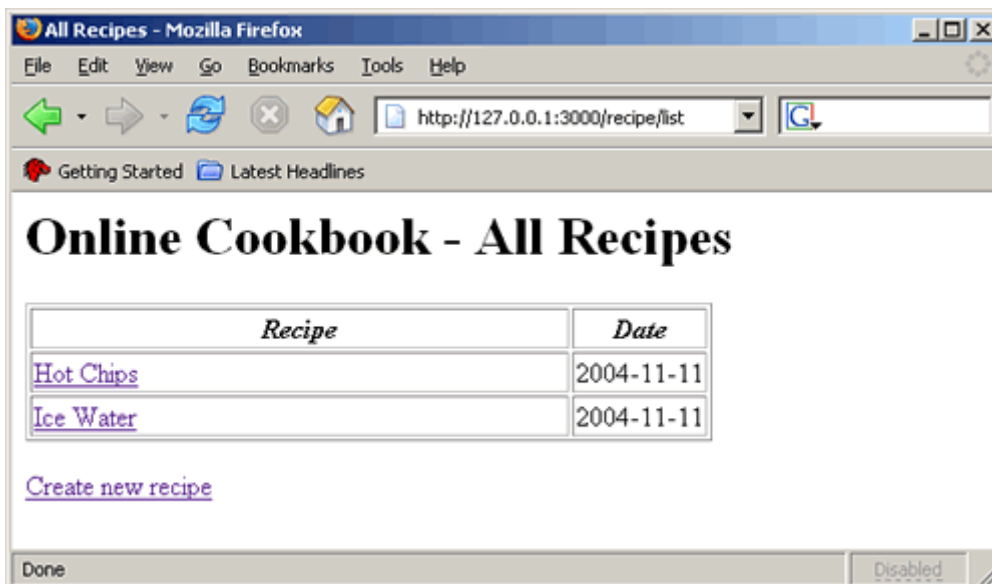 All Recipes - Mozilla Firefox
File Edit View Go Bookmarks Tools Help
http://127.0.0.1:3000/recipe/list G
Getting Started Latest Headlines
Online Cookbook - All Recipes
Recipe Date
Hot Chips 2004-11-11
Ice Water 2004-11-11
Create new recipe
Done Disabled